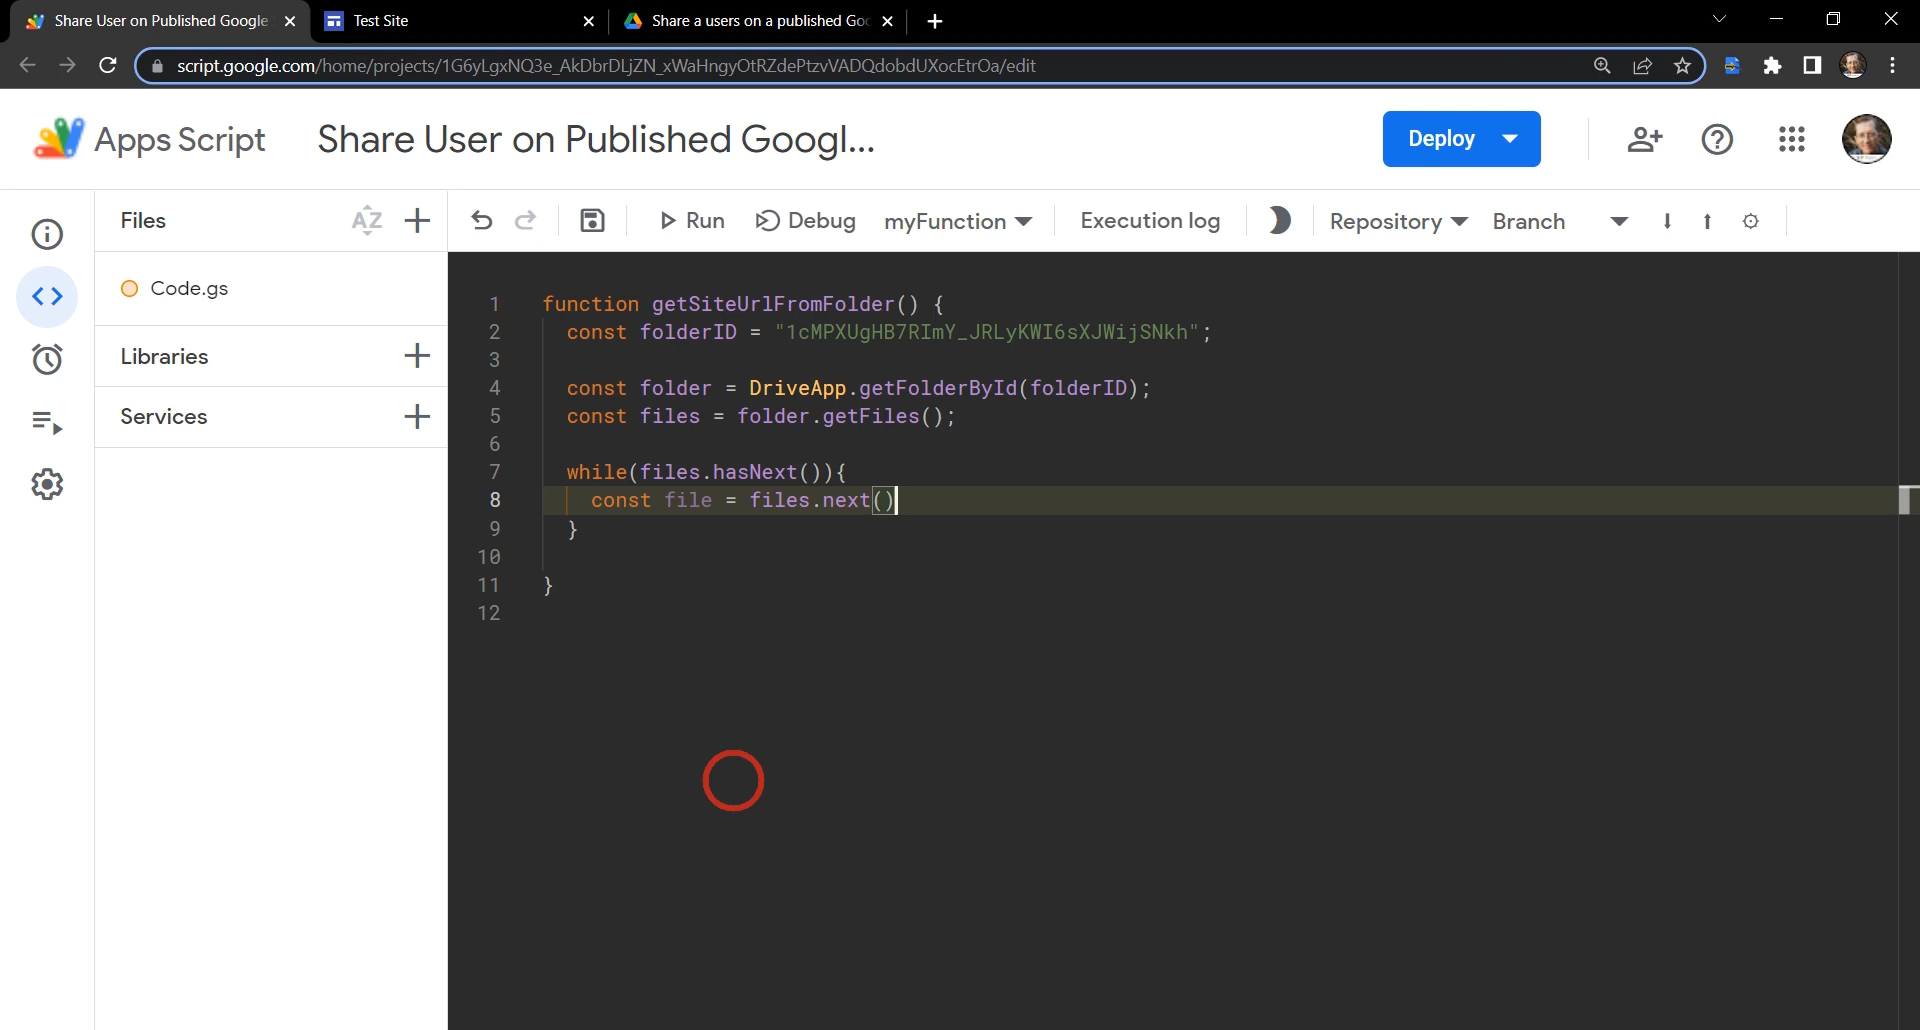 Share User on Published Google
Test Site
Share a users on a published Goo
script.google.com/home/projects/1G6yLgxNQ3e_AkDbrDLjZN_xWaHngyOtRZdePtzvVADQdobdUXocEtrOa/edit
Apps Script
Share User on Published Googl...
Deploy
Files
AZ
Run
Debug
myFunction
Execution log
Repository
Branch
Code.gs
Libraries
Services
1 function getSiteUrlFromFolder() {
2 const folderID = "1cMPXUgHB7RImY_JRLyKWI6sXJWijSNkh";
3
4 const folder = DriveApp.getFolderById(folderID);
5 const files = folder.getFiles();
6
7 while(files.hasNext()){
8 const file = files.next()
9 }
10
11 }
12